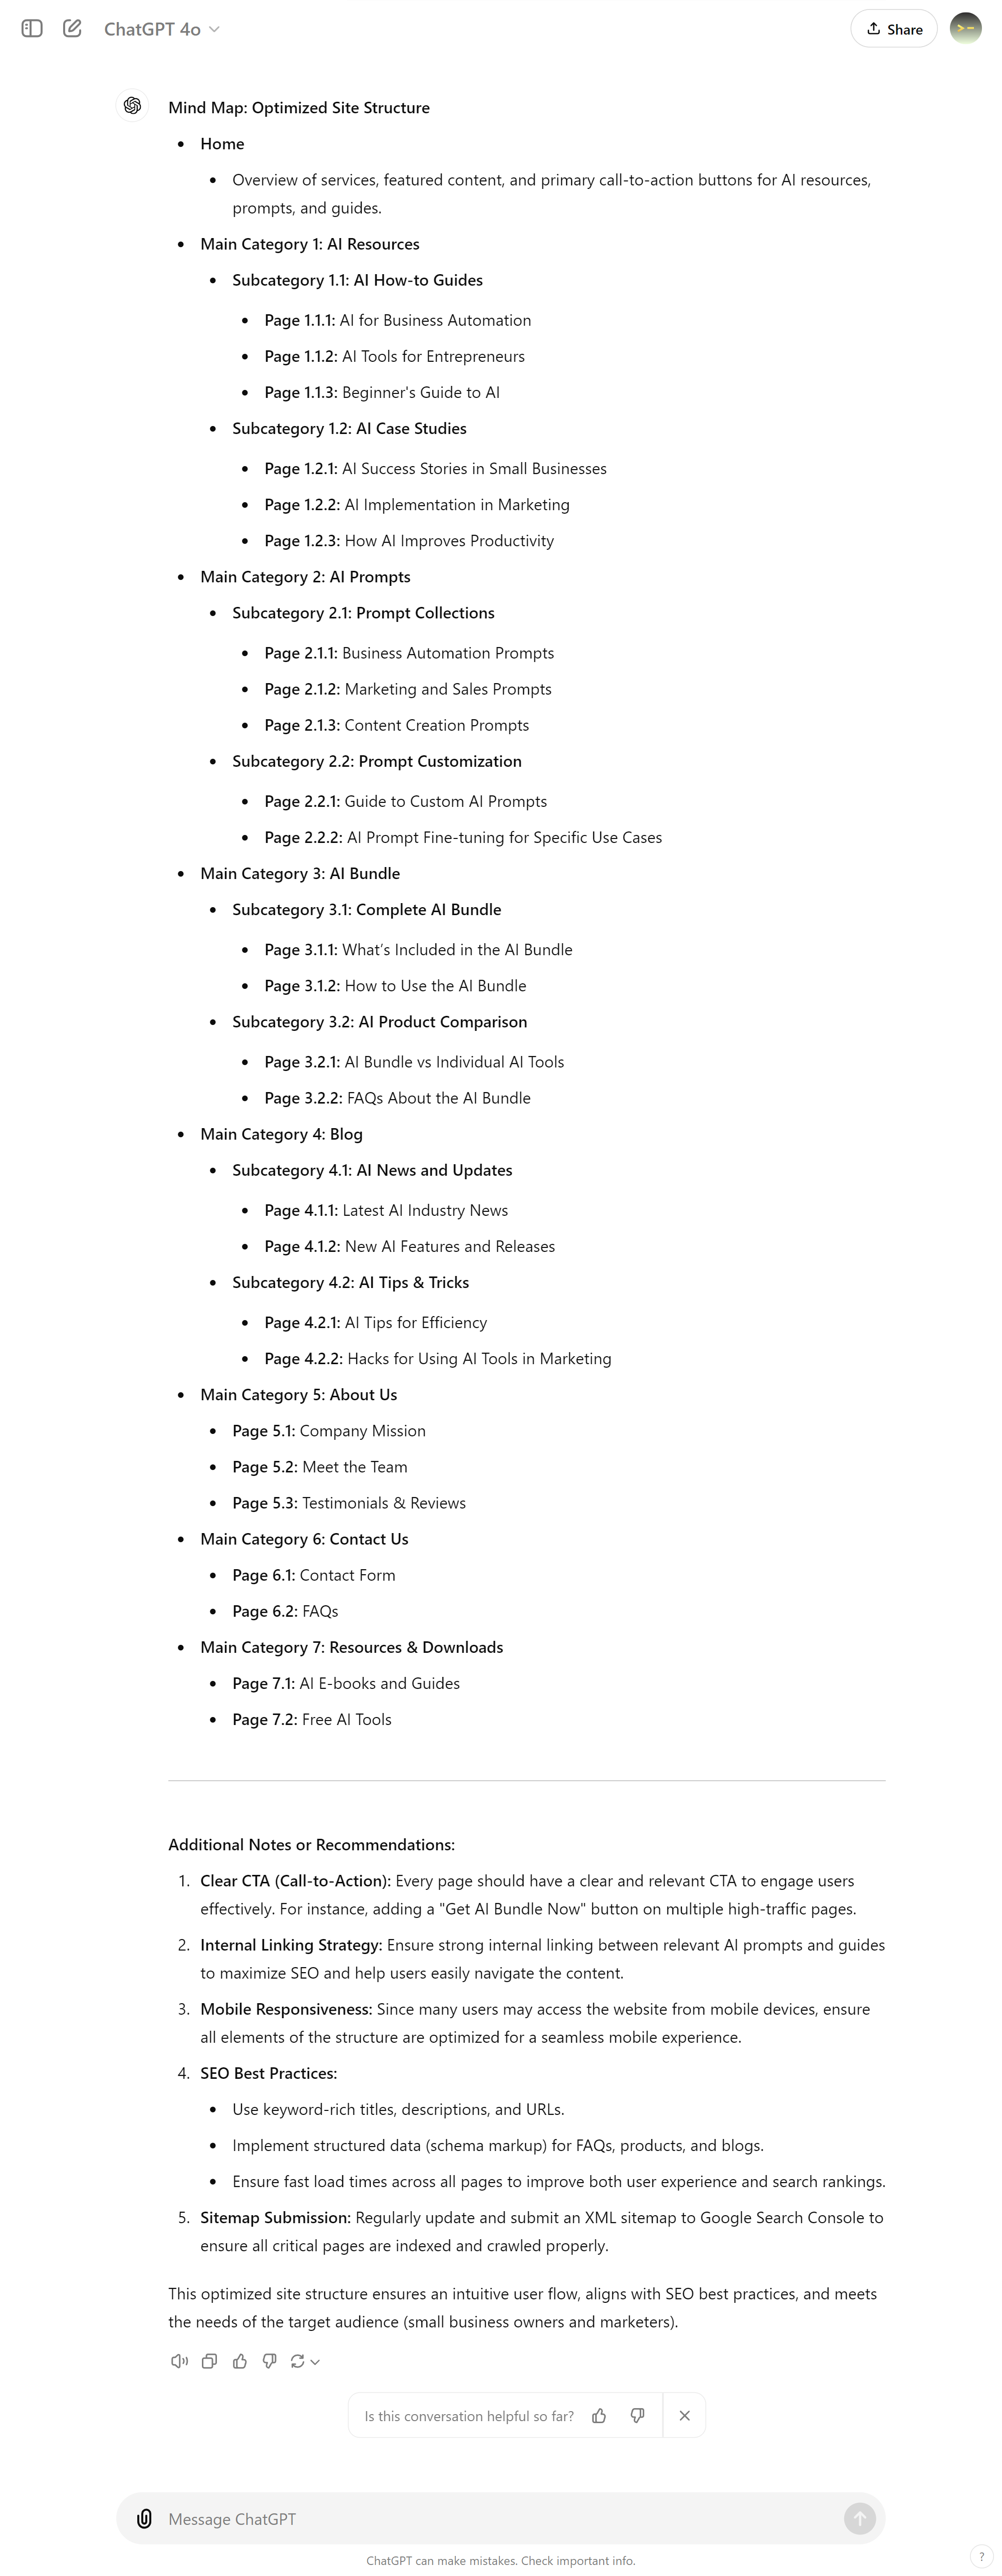 ChatGPT 4o
Share
Mind Map: Optimized Site Structure
Home
Overview of services, featured content, and primary call-to-action buttons for AI resources,
prompts, and guides.
Main Category 1: AI Resources
Subcategory 1.1: AI How-to Guides
Page 1.1.1: AI for Business Automation
Page 1.1.2: AI Tools for Entrepreneurs
Page 1.1.3: Beginner's Guide to AI
Subcategory 1.2: AI Case Studies
Page 1.2.1: AI Success Stories in Small Businesses
Page 1.2.2: AI Implementation in Marketing
Page 1.2.3: How AI Improves Productivity
Main Category 2: AI Prompts
Subcategory 2.1: Prompt Collections
Page 2.1.1: Business Automation Prompts
Page 2.1.2: Marketing and Sales Prompts
Page 2.1.3: Content Creation Prompts
Subcategory 2.2: Prompt Customization
Page 2.2.1: Guide to Custom AI Prompts
Page 2.2.2: AI Prompt Fine-tuning for Specific Use Cases
Main Category 3: AI Bundle
Subcategory 3.1: Complete AI Bundle
Page 3.1.1: What’s Included in the AI Bundle
Page 3.1.2: How to Use the AI Bundle
Subcategory 3.2: AI Product Comparison
Page 3.2.1: AI Bundle vs Individual AI Tools
Page 3.2.2: FAQs About the AI Bundle
Main Category 4: Blog
Subcategory 4.1: AI News and Updates
Page 4.1.1: Latest AI Industry News
Page 4.1.2: New AI Features and Releases
Subcategory 4.2: AI Tips & Tricks
Page 4.2.1: AI Tips for Efficiency
Page 4.2.2: Hacks for Using AI Tools in Marketing
Main Category 5: About Us
Page 5.1: Company Mission
Page 5.2: Meet the Team
Page 5.3: Testimonials & Reviews
Main Category 6: Contact Us
Page 6.1: Contact Form
Page 6.2: FAQs
Main Category 7: Resources & Downloads
Page 7.1: AI E-books and Guides
Page 7.2: Free AI Tools
Additional Notes or Recommendations:
1. Clear CTA (Call-to-Action): Every page should have a clear and relevant CTA to engage users
effectively. For instance, adding a "Get AI Bundle Now" button on multiple high-traffic pages.
2. Internal Linking Strategy: Ensure strong internal linking between relevant AI prompts and guides
to maximize SEO and help users easily navigate the content.
3. Mobile Responsiveness: Since many users may access the website from mobile devices, ensure
all elements of the structure are optimized for a seamless mobile experience.
4. SEO Best Practices:
Use keyword-rich titles, descriptions, and URLs.
Implement structured data (schema markup) for FAQs, products, and blogs.
Ensure fast load times across all pages to improve both user experience and search rankings.
5. Sitemap Submission: Regularly update and submit an XML sitemap to Google Search Console to
ensure all critical pages are indexed and crawled properly.
This optimized site structure ensures an intuitive user flow, aligns with SEO best practices, and meets
the needs of the target audience (small business owners and marketers).
Is this conversation helpful so far?
Message ChatGPT
ChatGPT can make mistakes. Check important info.
?